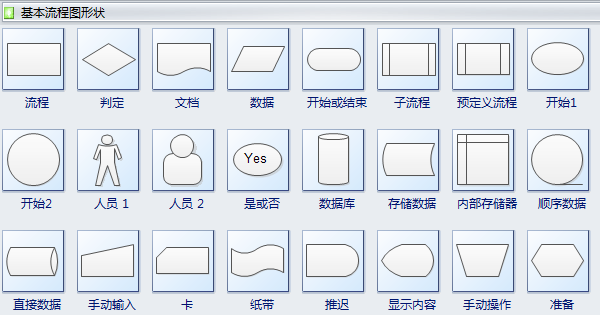 基本流程图形状
流程 判定 文档 数据 开始或结束 子流程 预定义流程 开始1
Yes
开始2 人员 1 人员 2 是或否 数据库 存储数据 内部存储器 顺序数据
直接数据 手动输入 卡 纸带 推迟 显示内容 手动操作 准备